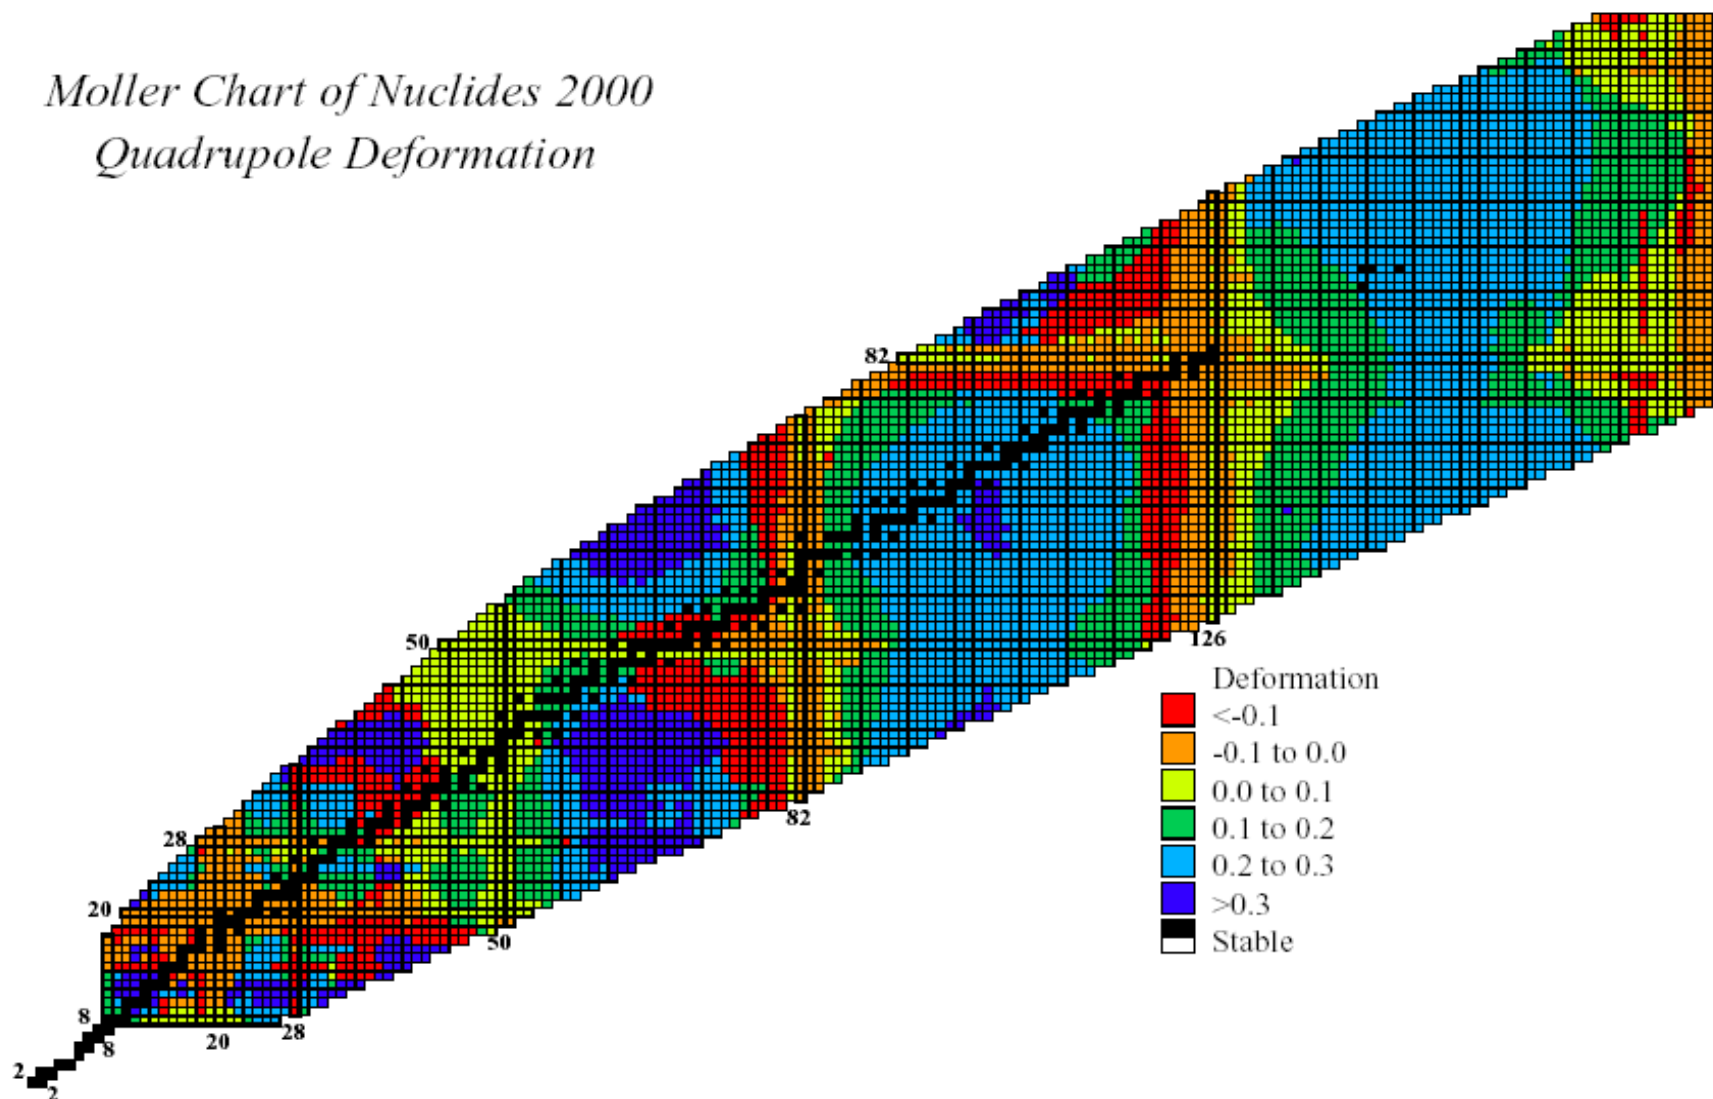 Moller Chart of Nuclides 2000
Quadrupole Deformation
82
50
126
Deformation
<-0.1
-0.1 to 0.0
0.0 to 0.1
0.1 to 0.2
0.2 to 0.3
>0.3
Stable
82
28
20
50
8
8
20
28
2
2